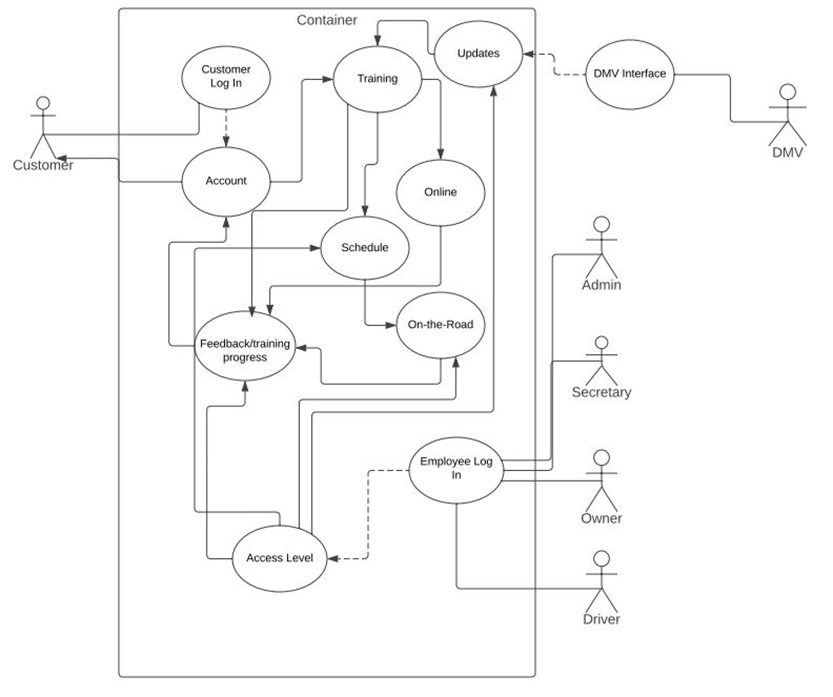 Container
Updates
Customer
Log In
Training
DMV Interface
Customer
DMV
Account
Online
Schedule
Admin
On-the-Road
Feedback/training
progress
Secretary
Employee Log
In
Owner
Access Level
Driver